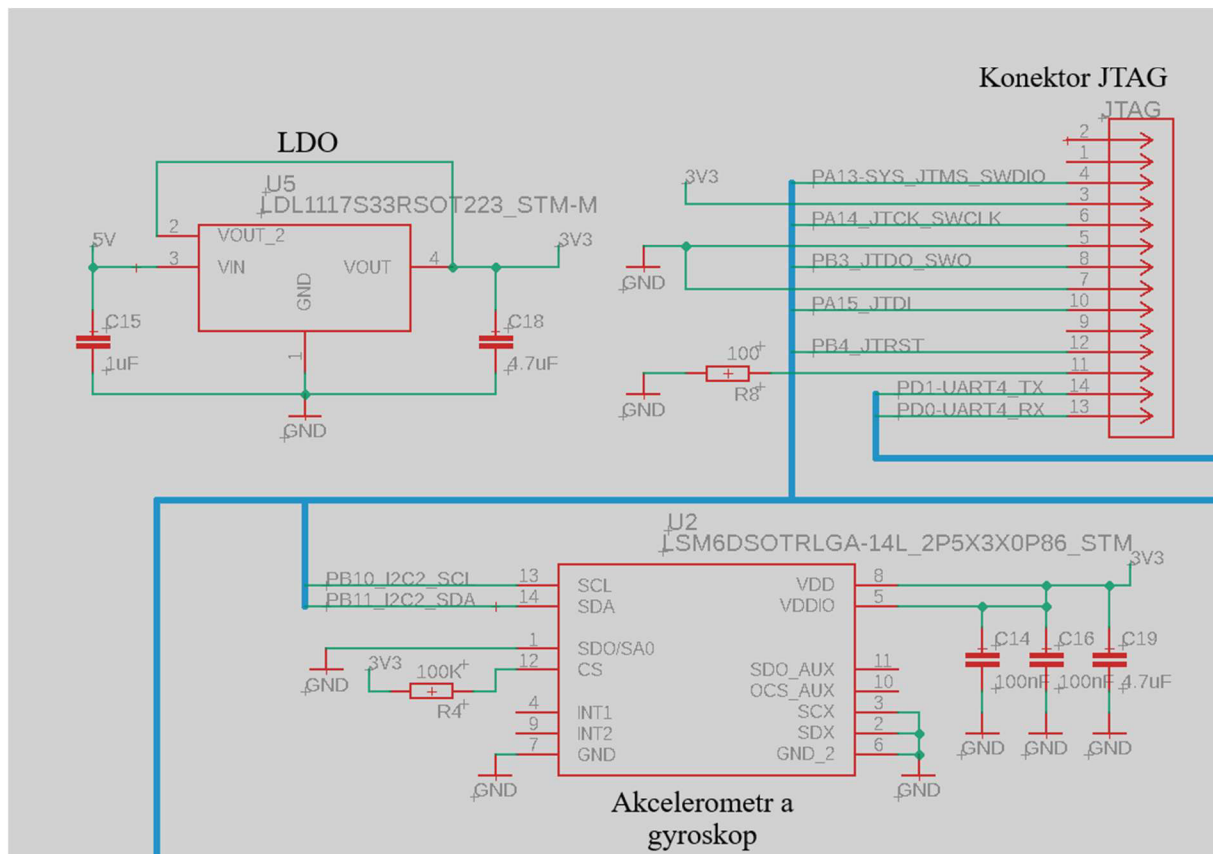 Konektor JTAG
JTAG
2
1
PA13-SYS_JTMS_SWDIO 4
3V3 3
PA14_JTCK_SWCLK 6
5
GND
PB3_JTDO_SWO 8
7
PA15_JTDI 10
9
PB4_JTRST 12
100 11
R8
GND
PD1-UART4_TX 14
PD0-UART4_RX 13
LDO
U5
LDL1117S33RSOT223_STM-M
2 VOUT_2
5V 3 VIN VOUT 4 3V3
GND
1
C15
1uF
C18
4.7uF
GND
U2
LSM6DSOTRLGA-14L_2P5X3X0P86_STM
PB10_I2C2_SCL 13 SCL VDD 8 3V3
PB11_I2C2_SDA 14 SDA VDDIO 5
1 SDO/SA0
GND
3V3 100K 12 CS SDO_AUX 11
R4 OCS_AUX 10
4 INT1 SCX 3
9 INT2 SDX 2
7 GND GND_2 6
GND GND
C14 C16 C19
100nF 100nF 4.7uF
GND GND GND
Akcelerometr a
gyroskop